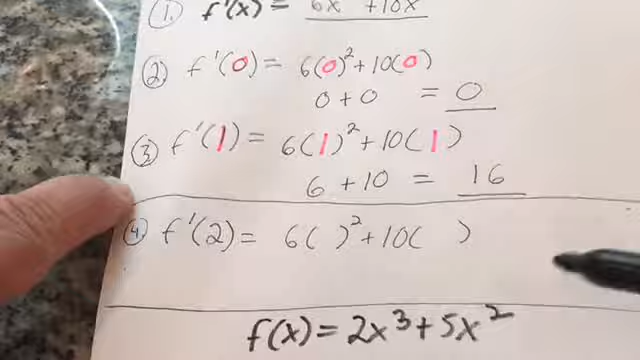 1. f'(x) = 6x² + 10x
2. f'(0) = 6(0)² + 10(0)
0 + 0 = 0
3. f'(1) = 6(1)² + 10(1)
6 + 10 = 16
4. f'(2) = 6( )² + 10( )
f(x) = 2x³ + 5x²